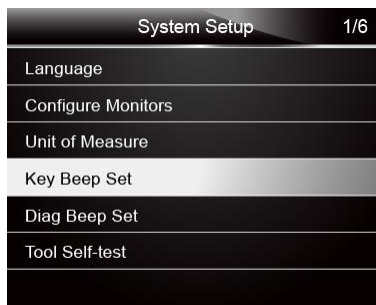 System Setup 1/6
Language
Configure Monitors
Unit of Measure
Key Beep Set
Diag Beep Set
Tool Self-test